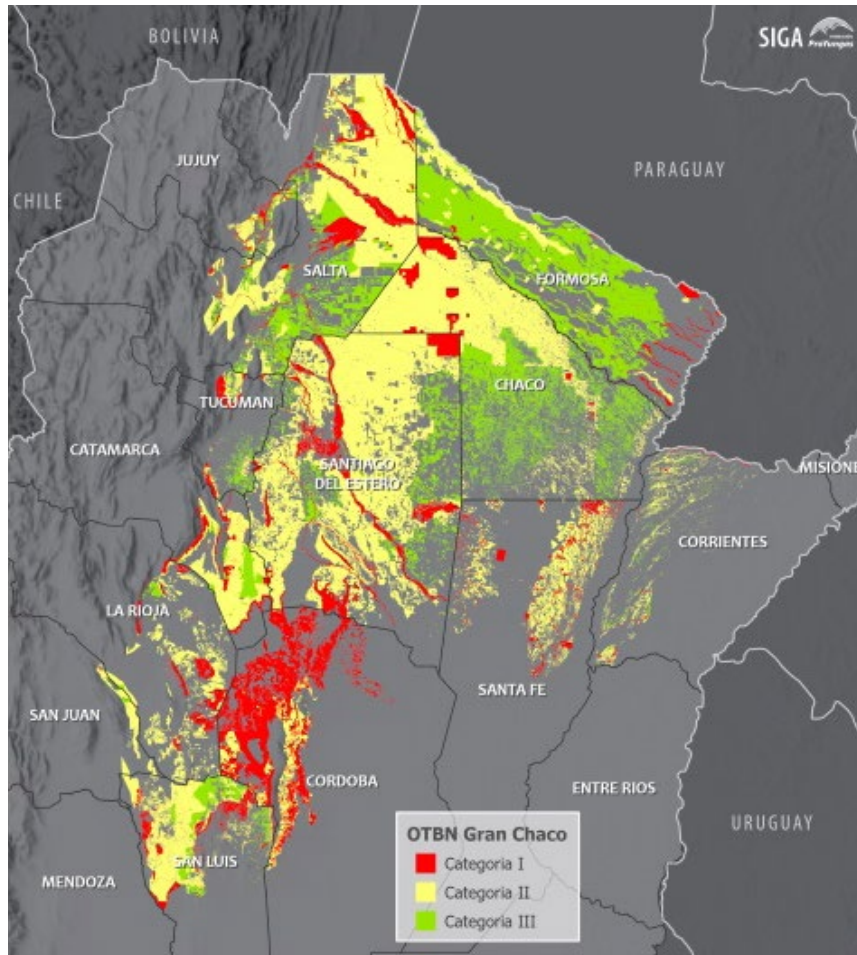 BOLIVIA
SIGA
ProYungas
JUJUY
PARAGUAY
CHILE
SALTA
FORMOSA
CHACO
TUCUMAN
CATAMARCA
SANTIAGO
DEL ESTERO
MISIONE
CORRIENTES
LA RIOJA
SANTA FE
SAN JUAN
CORDOBA
ENTRE RIOS
URUGUAY
OTBN Gran Chaco
Categoria I
Categoria II
Categoria III
SAN LUIS
MENDOZA